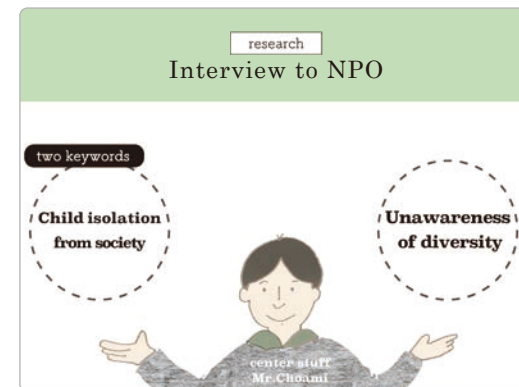 research
Interview to NPO
two keywords
Child isolation
from society
Unawareness
of diversity
center stuff
Mr.Choami